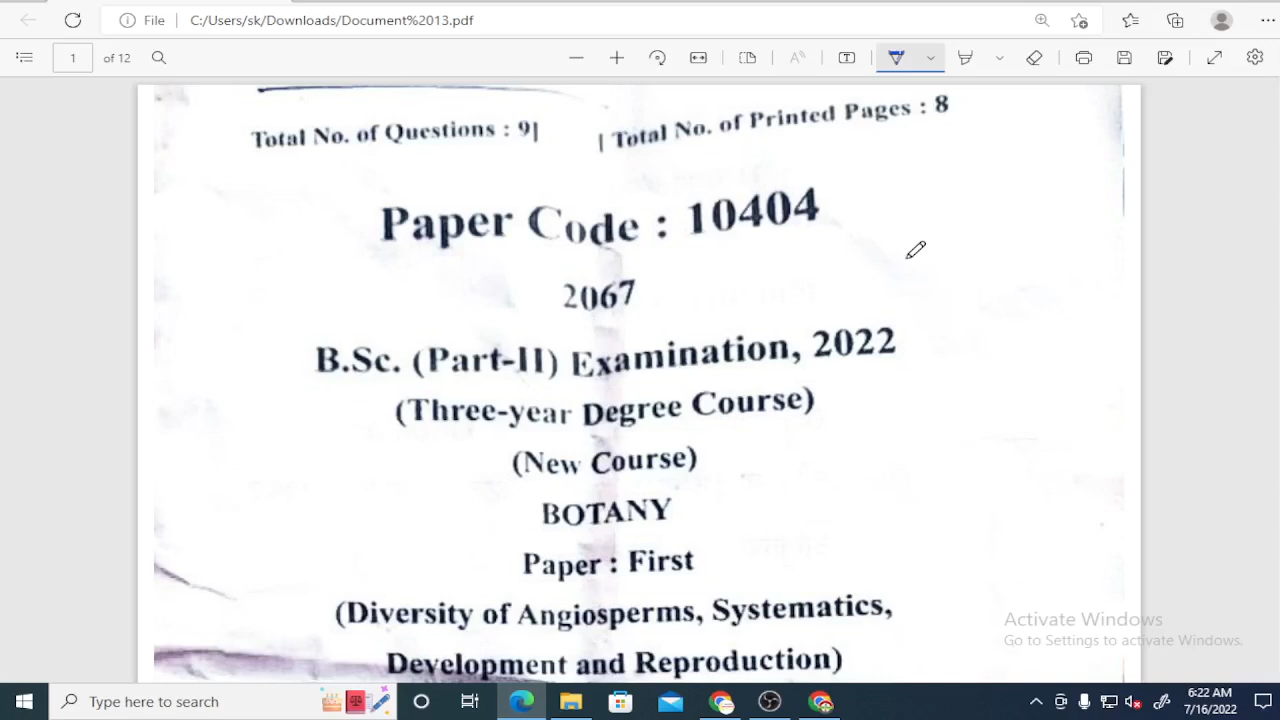 File C:/Users/sk/Downloads/Document%2013.pdf
1 of 12
Total No. of Questions : 9| | Total No. of Printed Pages : 8
Paper Code : 10404
2067
B.Sc. (Part-II) Examination, 2022
(Three-year Degree Course)
(New Course)
BOTANY
Paper : First
(Diversity of Angiosperms, Systematics,
Development and Reproduction)
Activate Windows
Go to Settings to activate Windows.
Type here to search
6:22 AM
7/16/2022